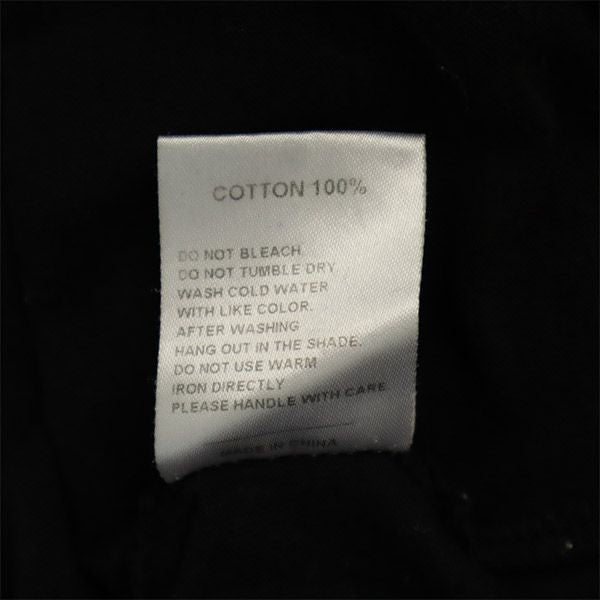 COTTON 100%
DO NOT BLEACH.
DO NOT TUMBLE DRY
WASH COLD WATER
WITH LIKE COLOR.
AFTER WASHING
HANG OUT IN THE SHADE.
DO NOT USE WARM
IRON DIRECTLY
PLEASE HANDLE WITH CARE
MADE IN CHINA